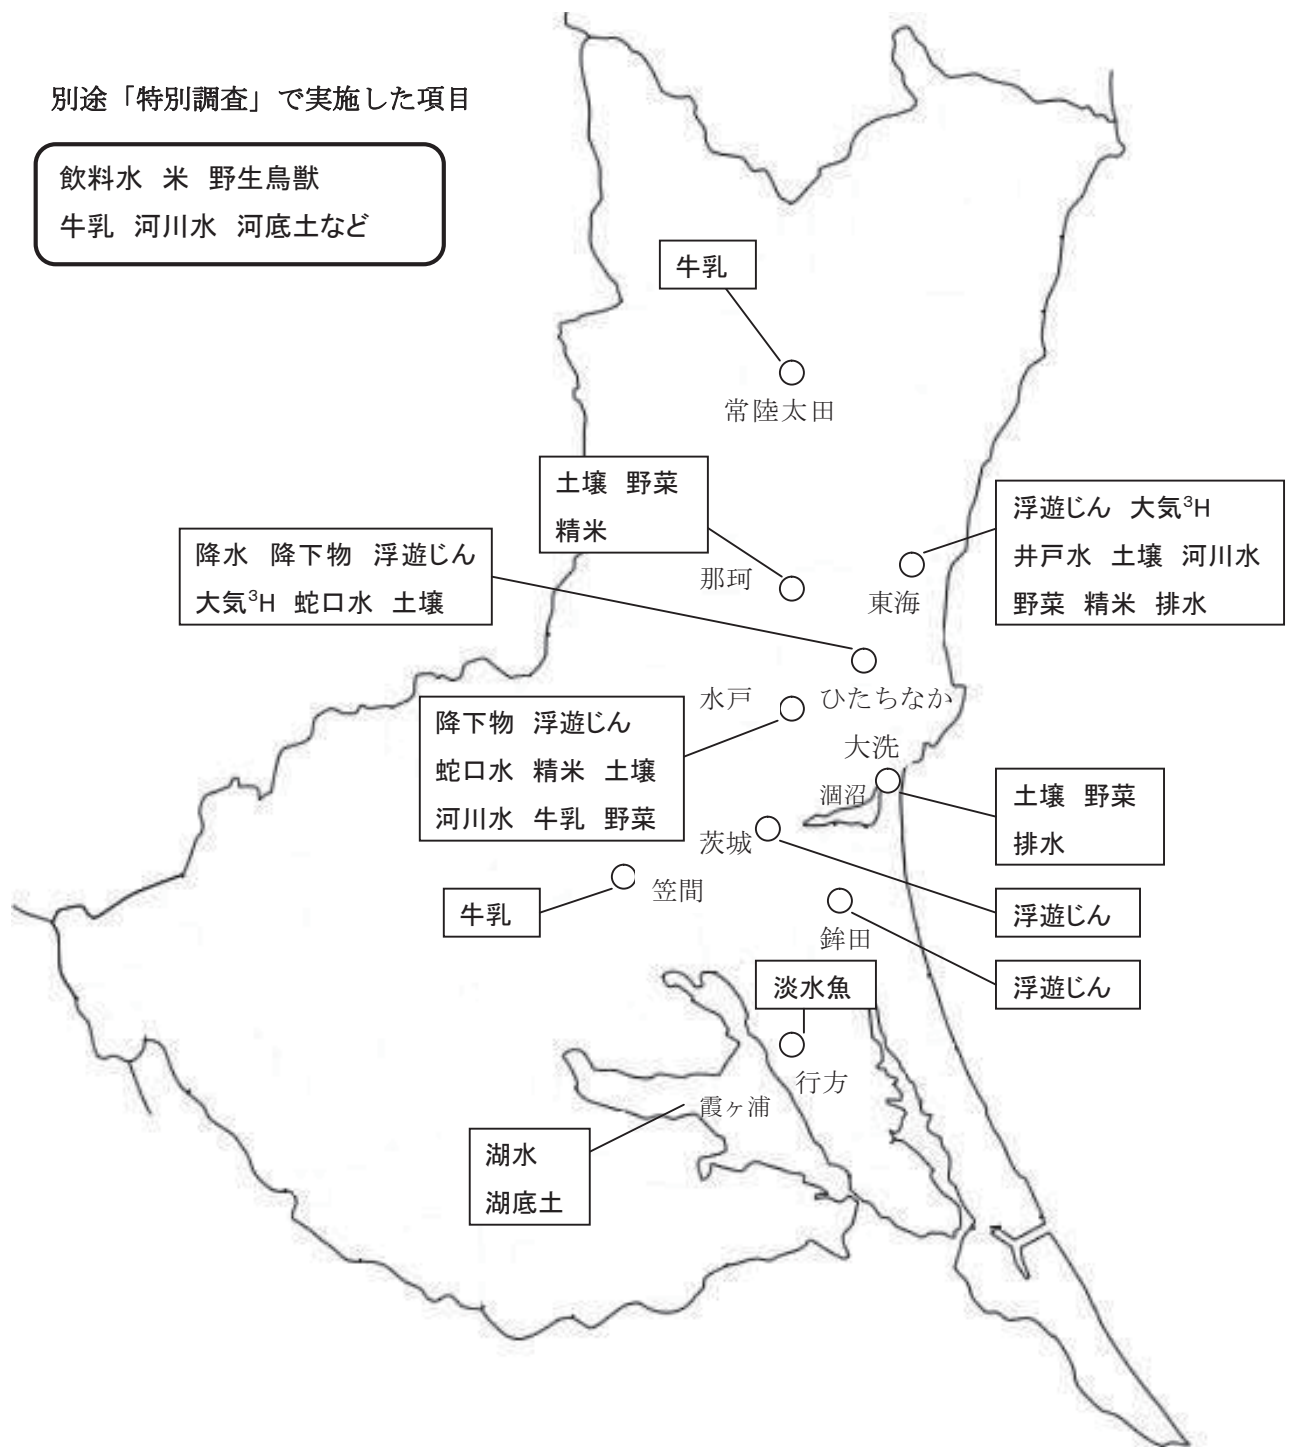 別途「特別調査」で実施した項目
飲料水 米 野生鳥獣
牛乳 河川水 河底土など
牛乳
常陸太田
土壌 野菜
精米
那珂
浮遊じん 大気³H
井戸水 土壌 河川水
野菜 精米 排水
東海
降水 降下物 浮遊じん
大気³H 蛇口水 土壌
ひたちなか
水戸
降下物 浮遊じん
蛇口水 精米 土壌
河川水 牛乳 野菜
大洗
涸沼
土壌 野菜
排水
茨城
浮遊じん
笠間
牛乳
鉾田
浮遊じん
淡水魚
行方
霞ヶ浦
湖水
湖底土